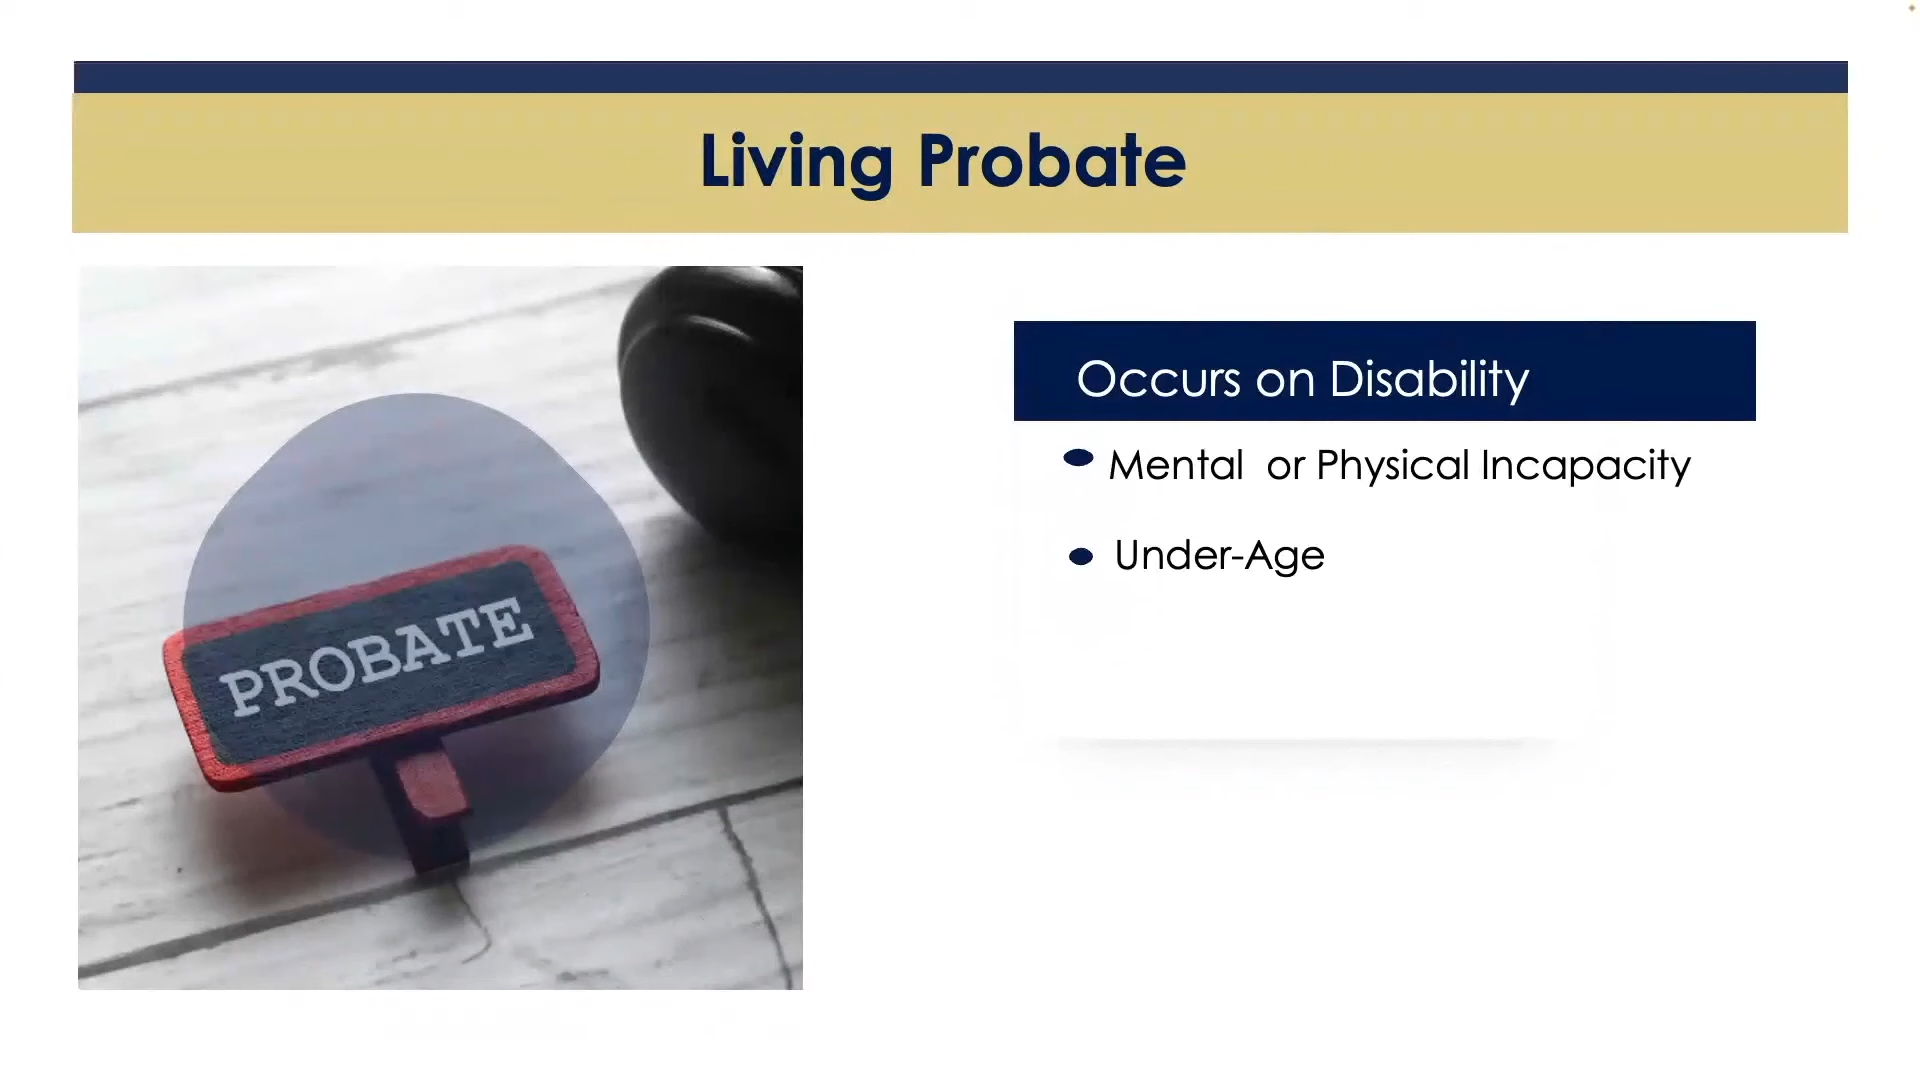 Living Probate
PROBATE
Occurs on Disability
Mental or Physical Incapacity
Under-Age